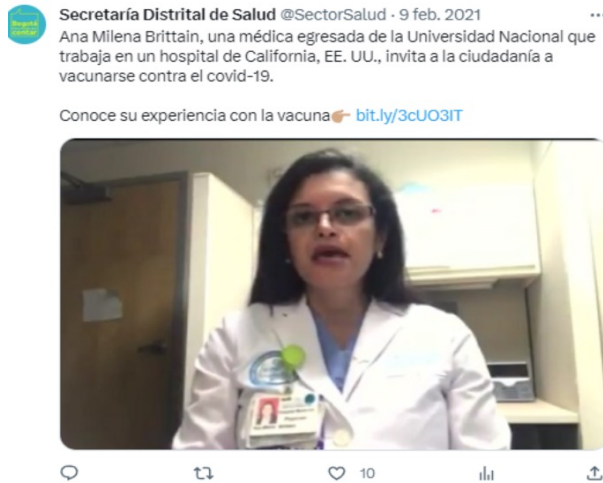 Secretaría Distrital de Salud @SectorSalud · 9 feb. 2021 ...
Ana Milena Brittain, una médica egresada de la Universidad Nacional que
trabaja en un hospital de California, EE. UU., invita a la ciudadanía a
vacunarse contra el covid-19.
Conoce su experiencia con la vacuna👉🏼 bit.ly/3cUO3IT
10